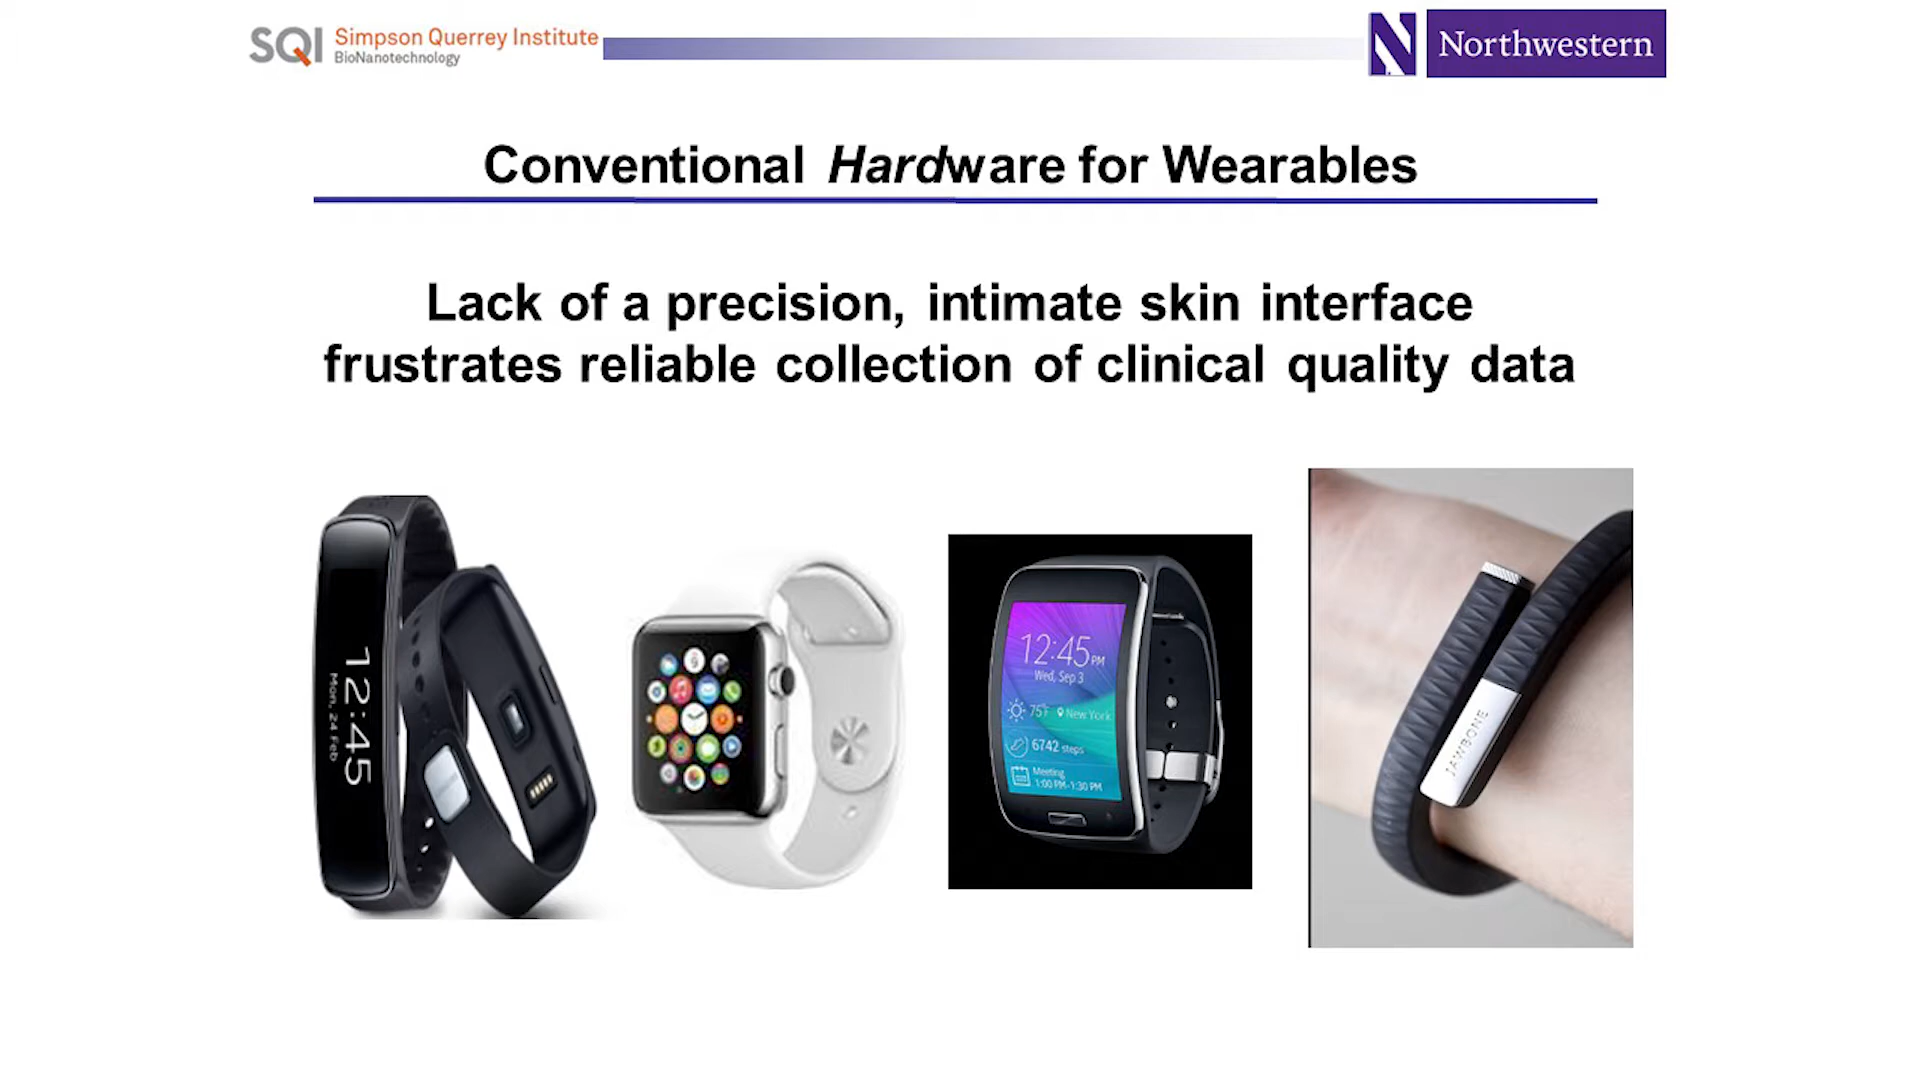 SQI Simpson Querrey Institute
BioNanotechnology
N Northwestern
Conventional Hardware for Wearables
Lack of a precision, intimate skin interface
frustrates reliable collection of clinical quality data
12:45
Mon, 24 Feb
12:45 PM
Wed, Sep 3
75°F New York
6742 steps
Meeting
1:00 PM-1:30 PM
JAWBONE